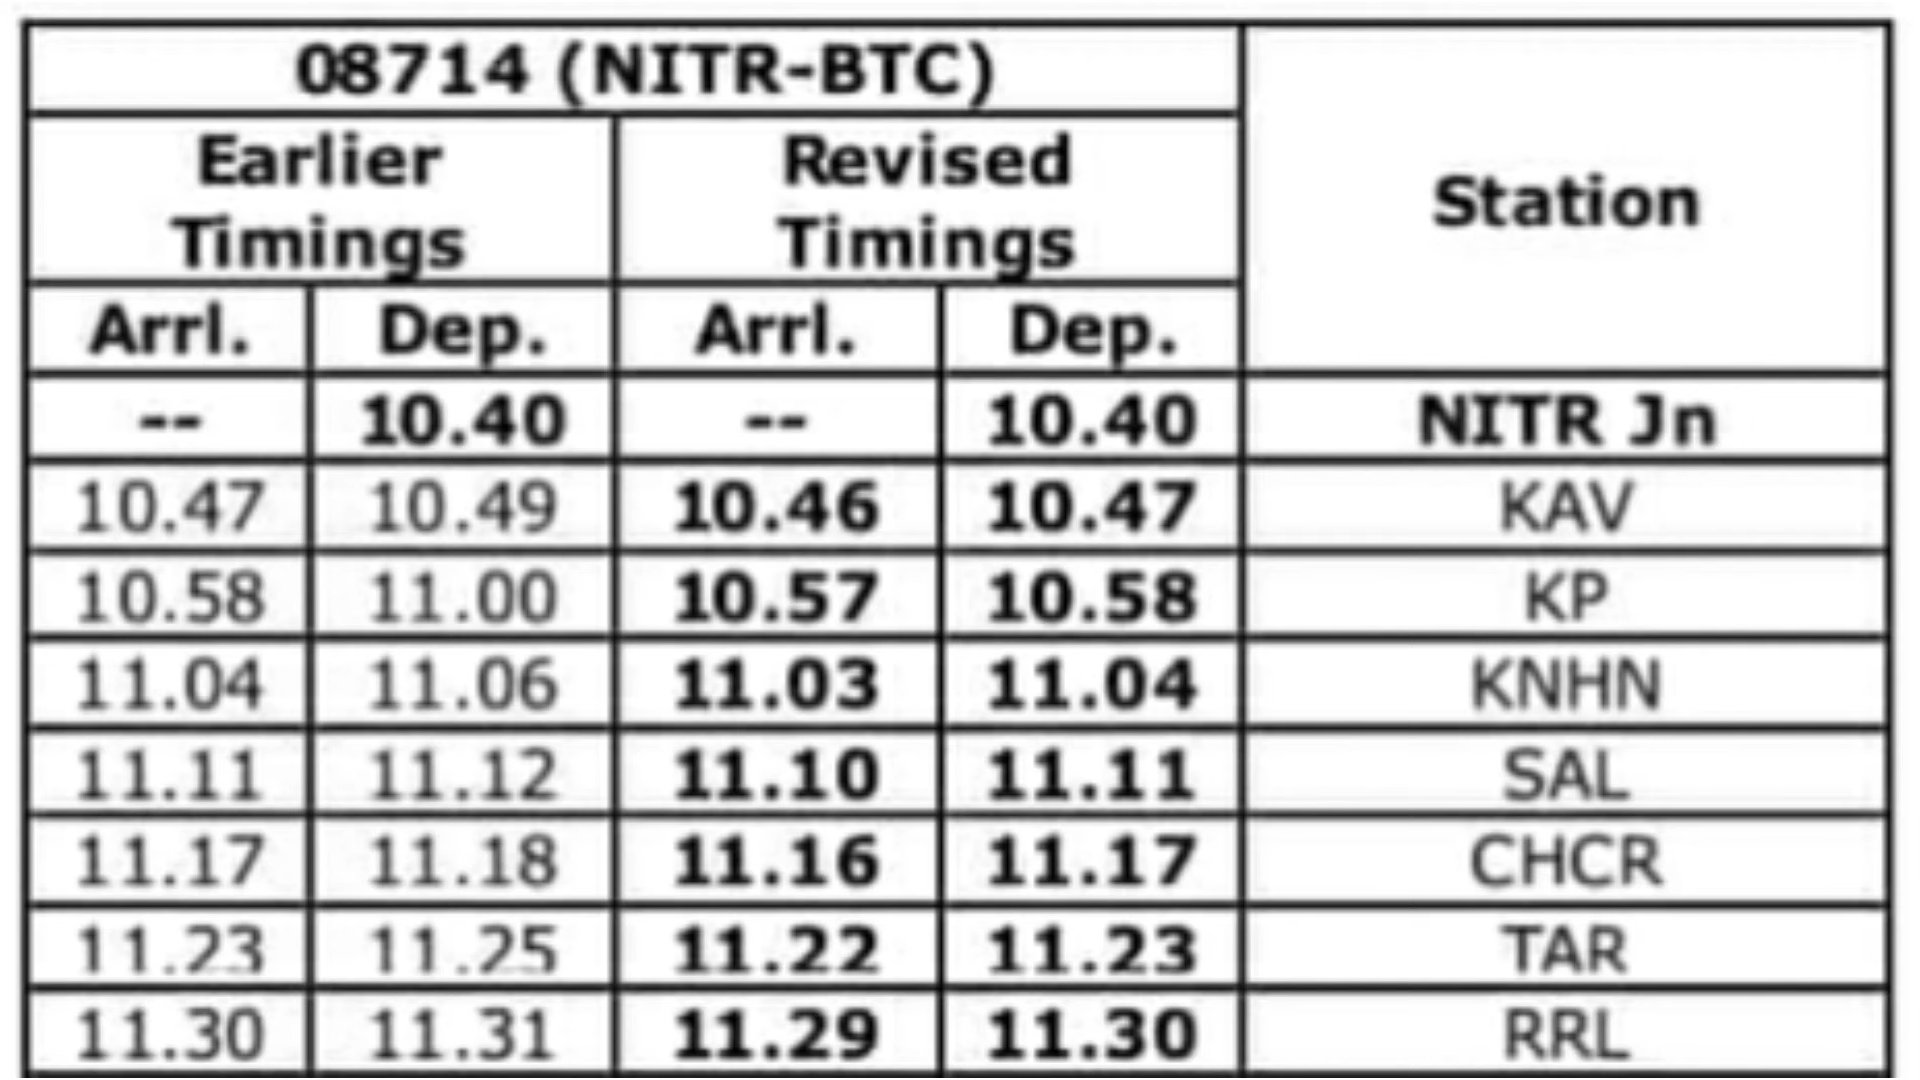 08714 (NITR-BTC)
Earlier Timings Revised Timings Station
Arrl. Dep. Arrl. Dep.
-- 10.40 -- 10.40 NITR Jn
10.47 10.49 10.46 10.47 KAV
10.58 11.00 10.57 10.58 KP
11.04 11.06 11.03 11.04 KNHN
11.11 11.12 11.10 11.11 SAL
11.17 11.18 11.16 11.17 CHCR
11.23 11.25 11.22 11.23 TAR
11.30 11.31 11.29 11.30 RRL